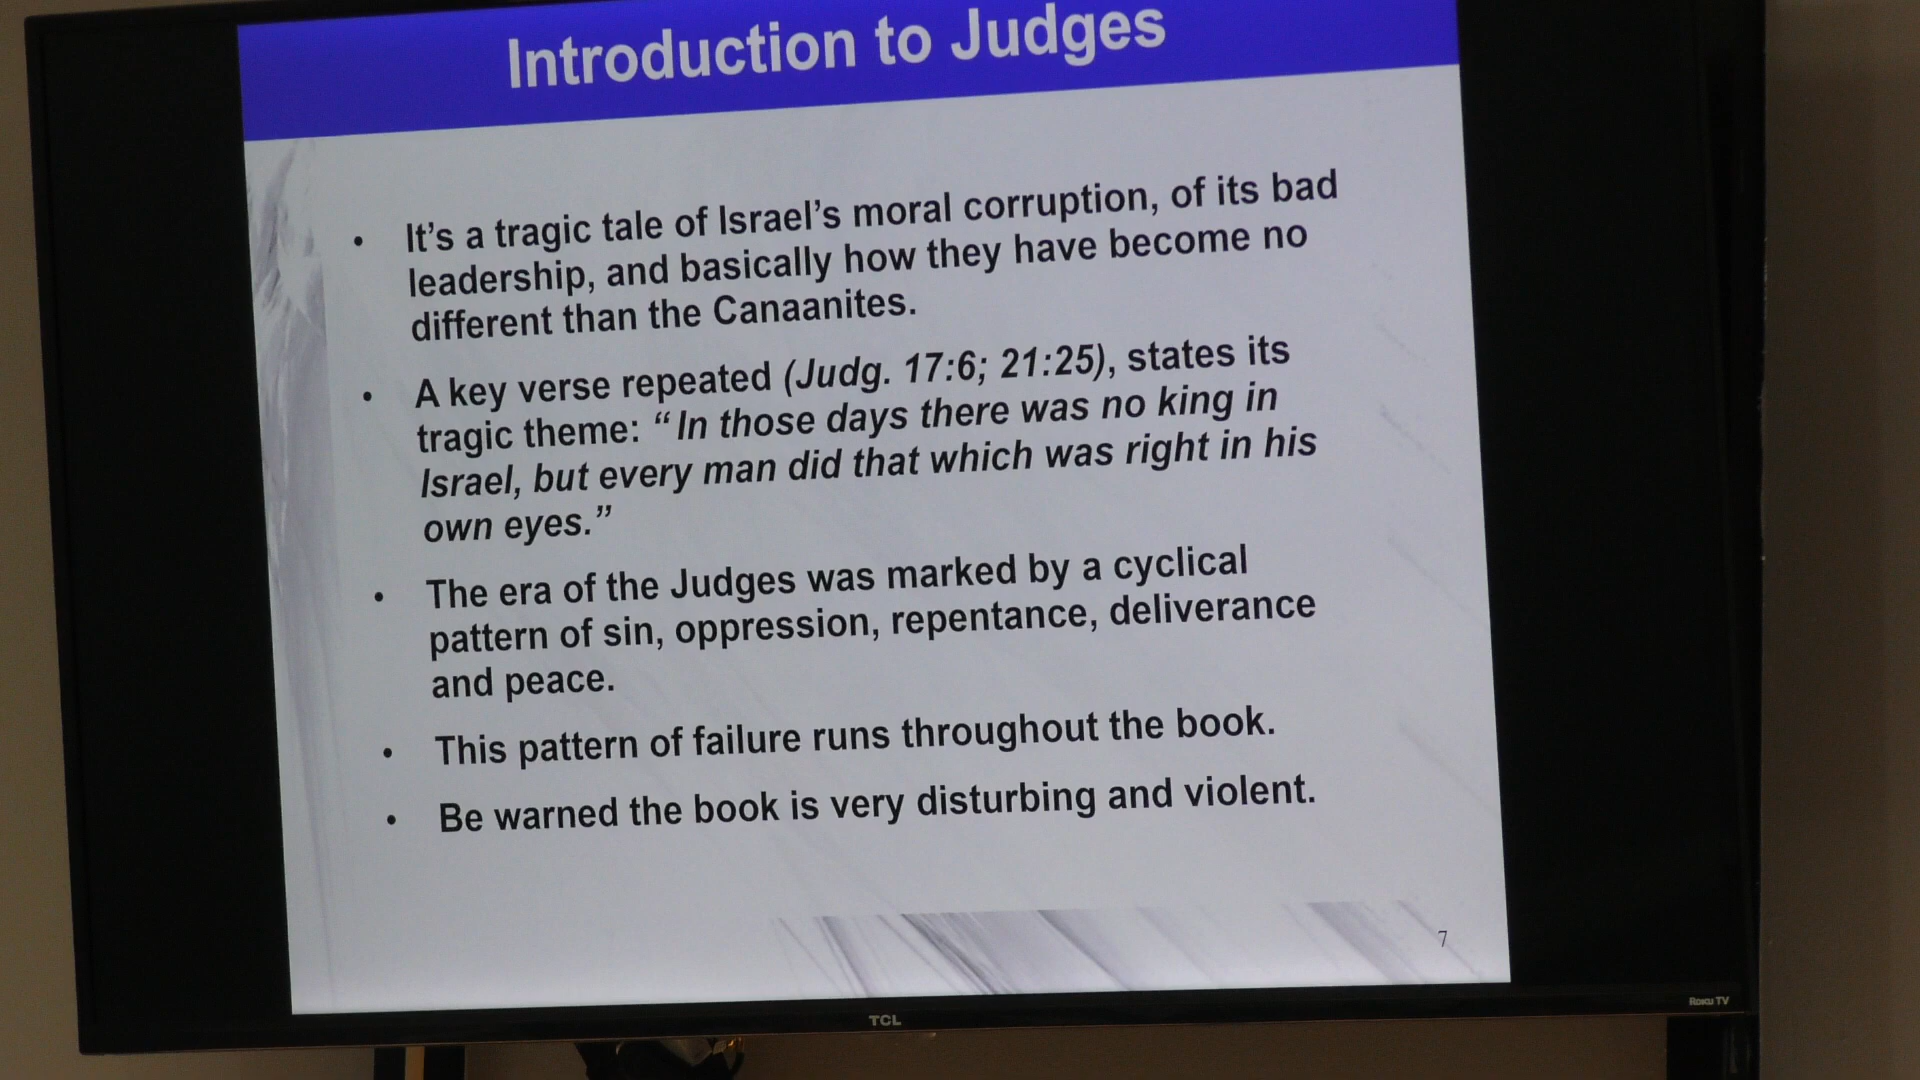 Introduction to Judges
• It's a tragic tale of Israel's moral corruption, of its bad
leadership, and basically how they have become no
different than the Canaanites.
• A key verse repeated (Judg. 17:6; 21:25), states its
tragic theme: “In those days there was no king in
Israel, but every man did that which was right in his
own eyes.”
• The era of the Judges was marked by a cyclical
pattern of sin, oppression, repentance, deliverance
and peace.
• This pattern of failure runs throughout the book.
• Be warned the book is very disturbing and violent.
7
TCL
Roku TV